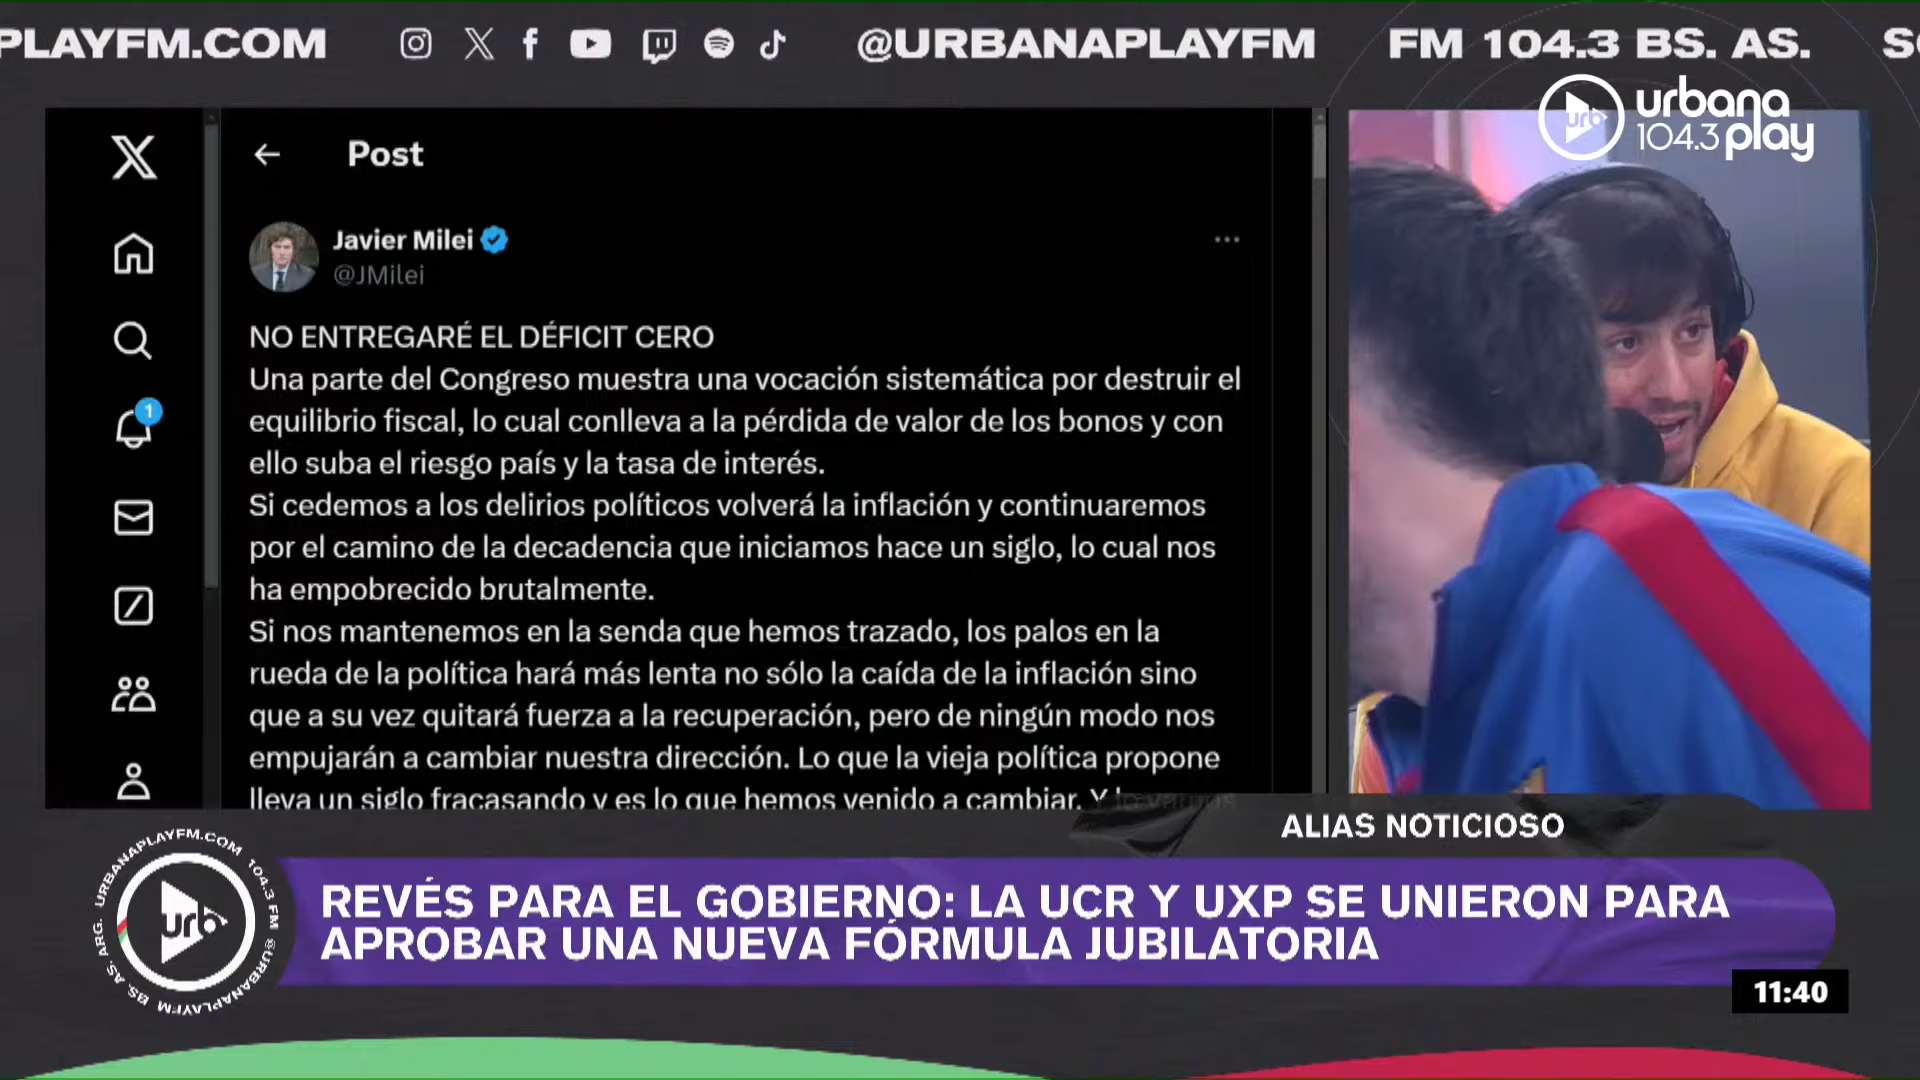 PLAYFM.COM
@URBANAPLAYFM
FM 104.3 BS. AS.
urbana
104.3 play
urb
Post
Javier Milei
@JMilei
1
NO ENTREGARÉ EL DÉFICIT CERO
Una parte del Congreso muestra una vocación sistemática por destruir el
equilibrio fiscal, lo cual conlleva a la pérdida de valor de los bonos y con
ello suba el riesgo país y la tasa de interés.
Si cedemos a los delirios políticos volverá la inflación y continuaremos
por el camino de la decadencia que iniciamos hace un siglo, lo cual nos
ha empobrecido brutalmente.
Si nos mantenemos en la senda que hemos trazado, los palos en la
rueda de la política hará más lenta no sólo la caída de la inflación sino
que a su vez quitará fuerza a la recuperación, pero de ningún modo nos
empujarán a cambiar nuestra dirección. Lo que la vieja política propone
lleva un siglo fracasando y es lo que hemos venido a cambiar. Y lo
ALIAS NOTICIOSO
REVÉS PARA EL GOBIERNO: LA UCR Y UXP SE UNIERON PARA
APROBAR UNA NUEVA FÓRMULA JUBILATORIA
URBANAPLAYFM.COM 104.3 FM @URBANAPLAYFM BS. AS. ARG.
urb
11:40